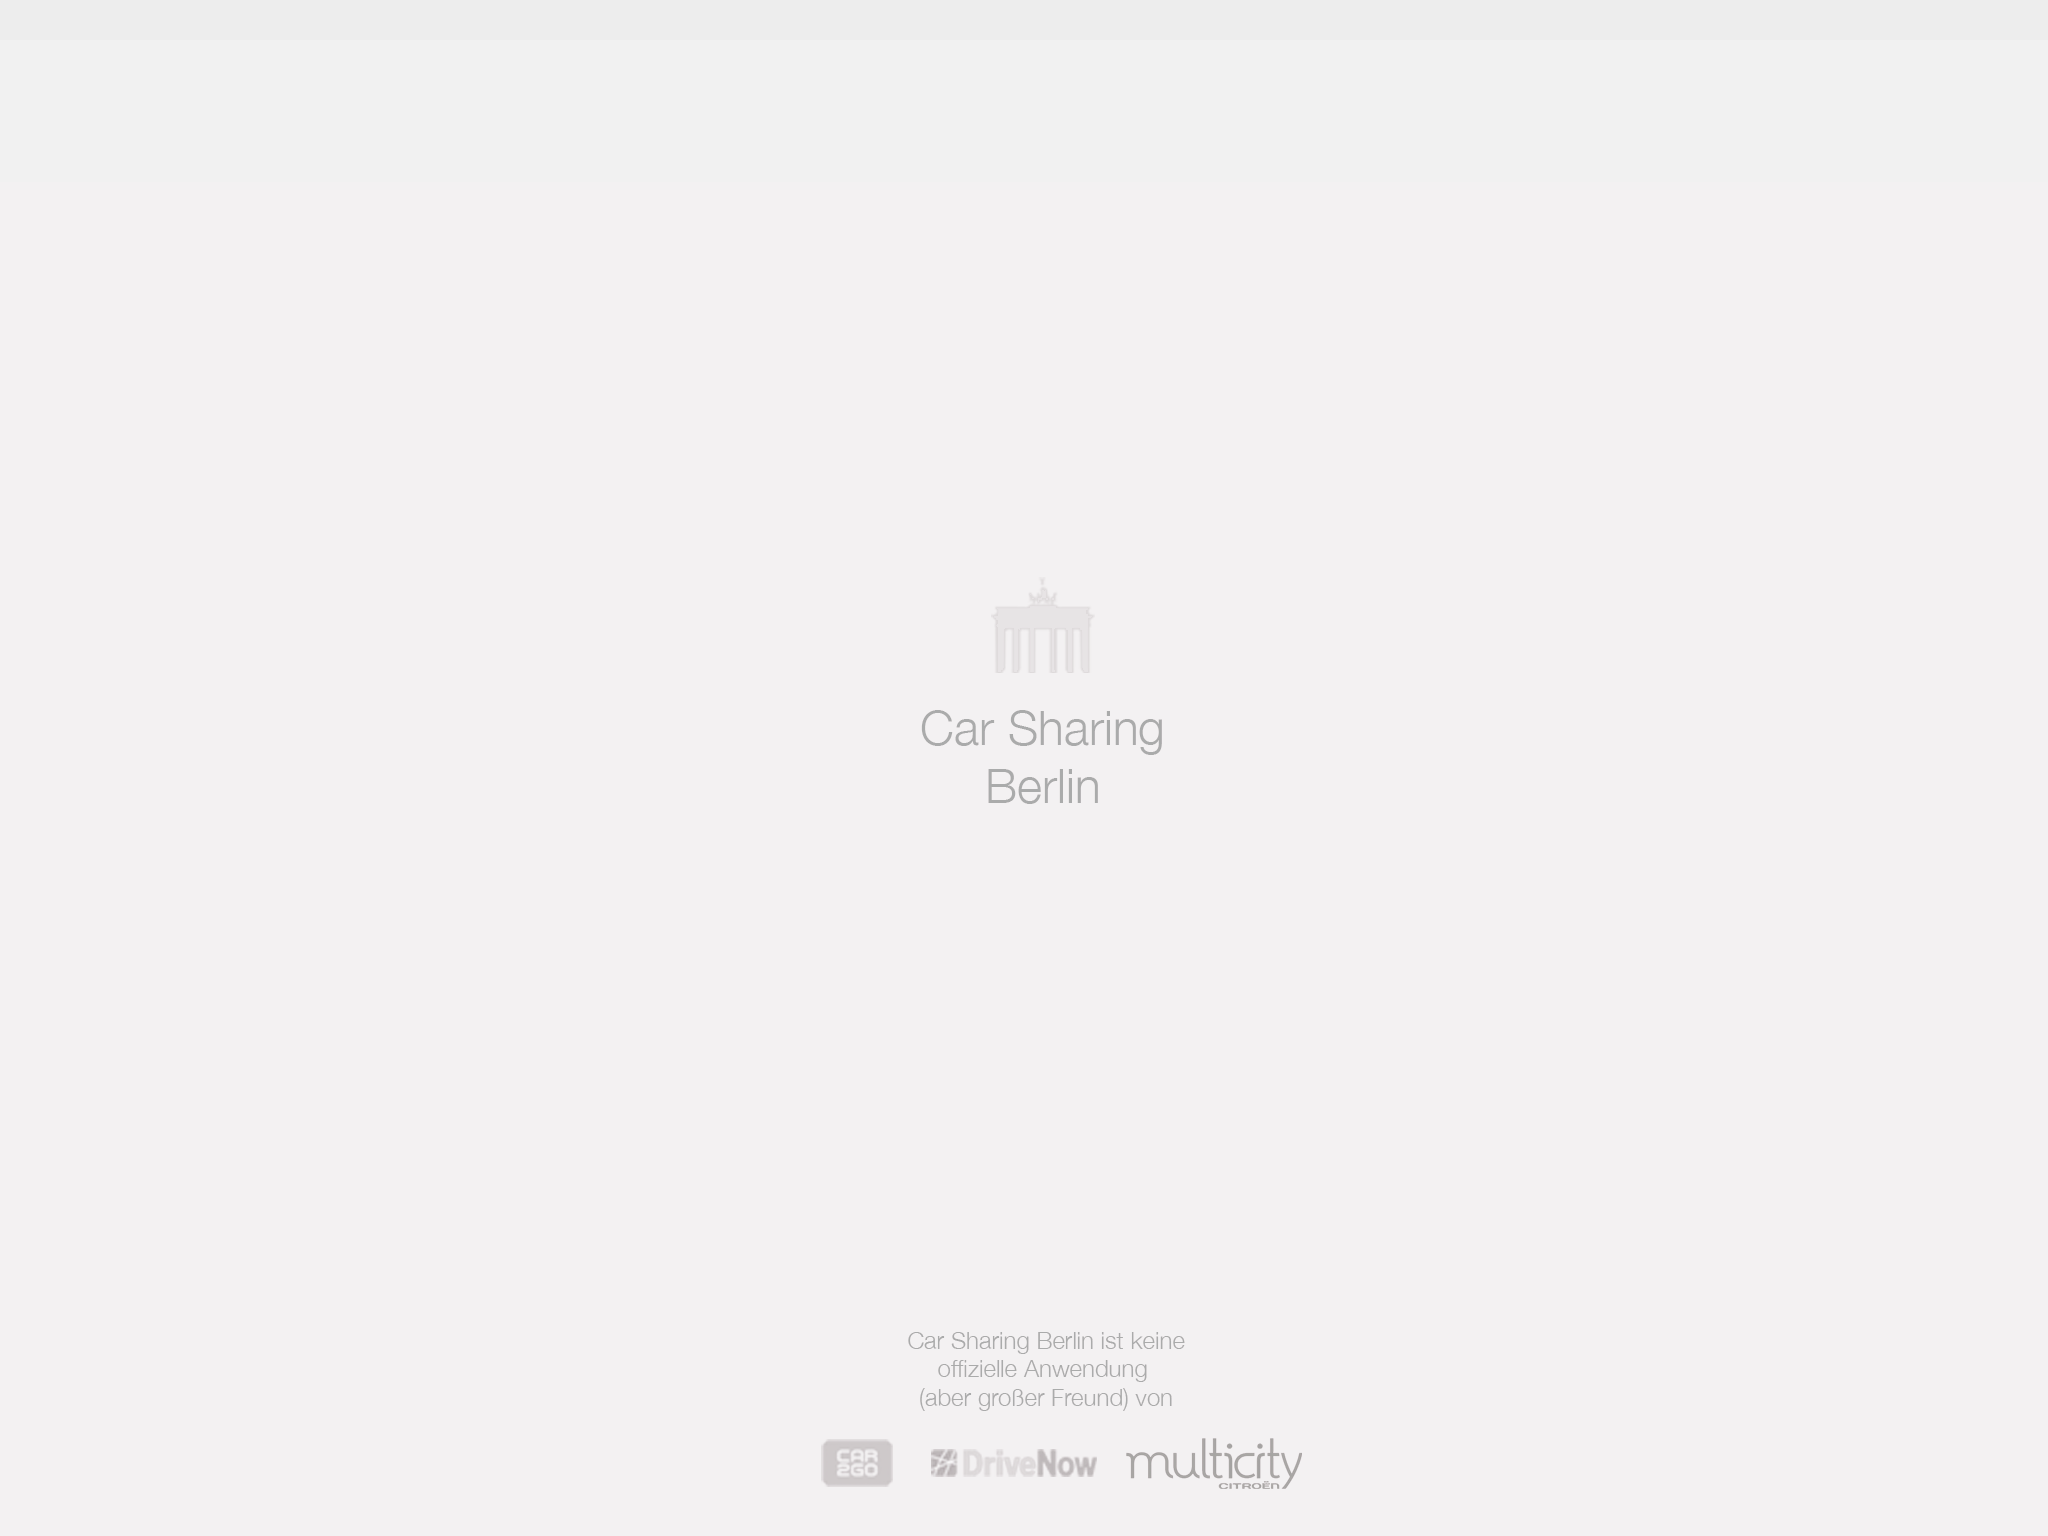 Car Sharing
Berlin
Car Sharing Berlin ist keine
offizielle Anwendung
(aber großer Freund) von
CAR
2GO
DriveNow
multicity
CITROËN